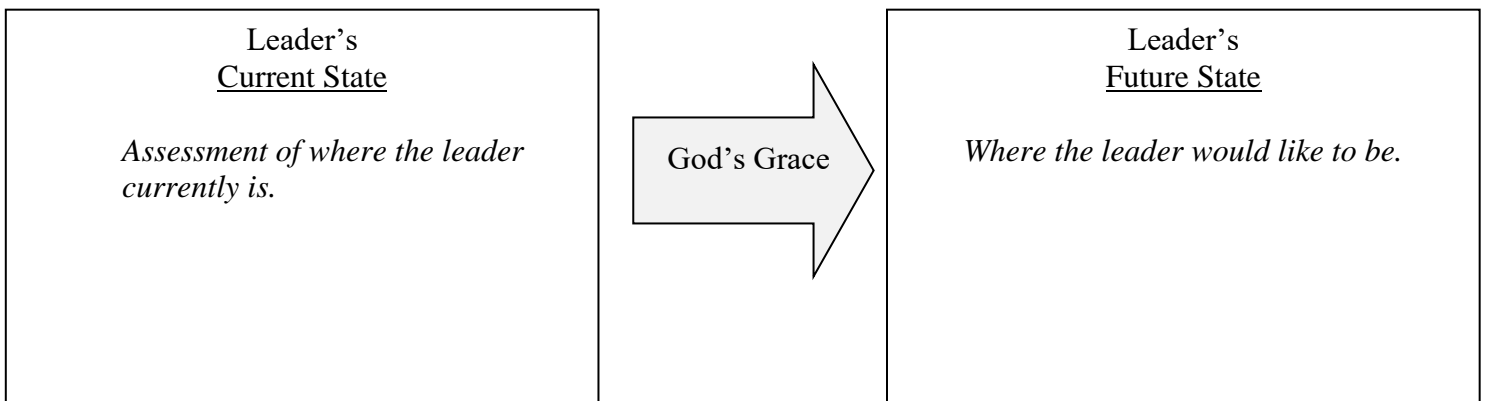 Leader’s
Current State
Assessment of where the leader
currently is.
God’s Grace
Leader’s
Future State
Where the leader would like to be.